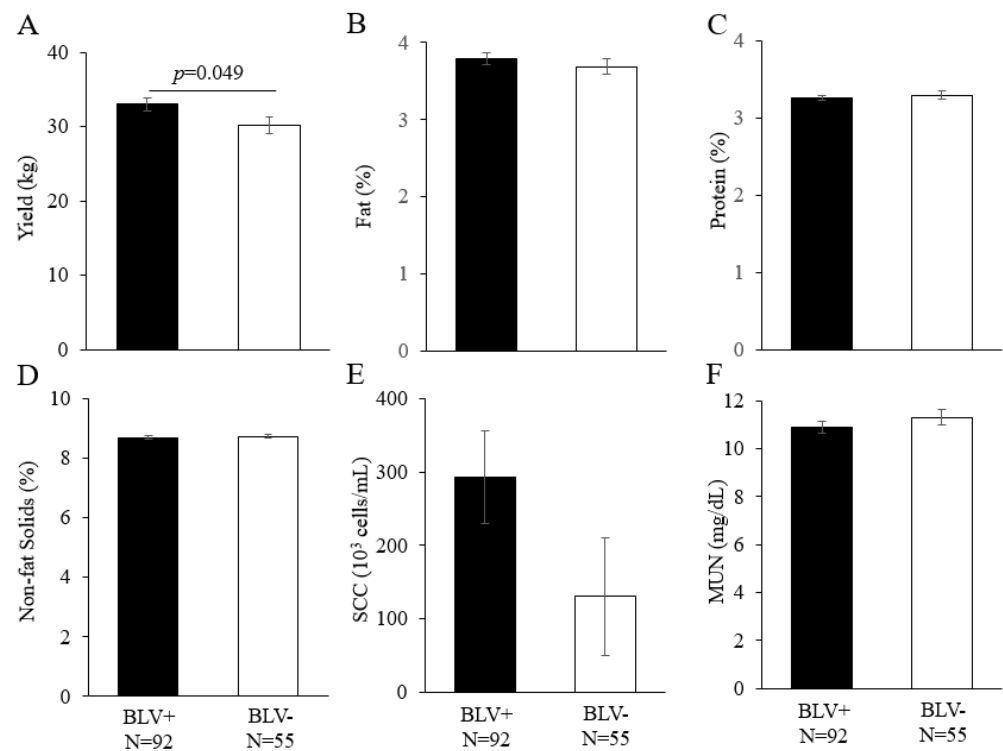 A
40
30
20
10
0
Yield (kg)
p=0.049
B
4
3
2
1
0
Fat (%)
C
4
3
2
1
0
Protein (%)
D
10
8
6
4
2
0
Non-fat Solids (%)
BLV+
N=92
BLV-
N=55
E
400
300
200
100
0
SCC (10³ cells/mL)
BLV+
N=92
BLV-
N=55
F
12
10
8
6
4
2
0
MUN (mg/dL)
BLV+
N=92
BLV-
N=55